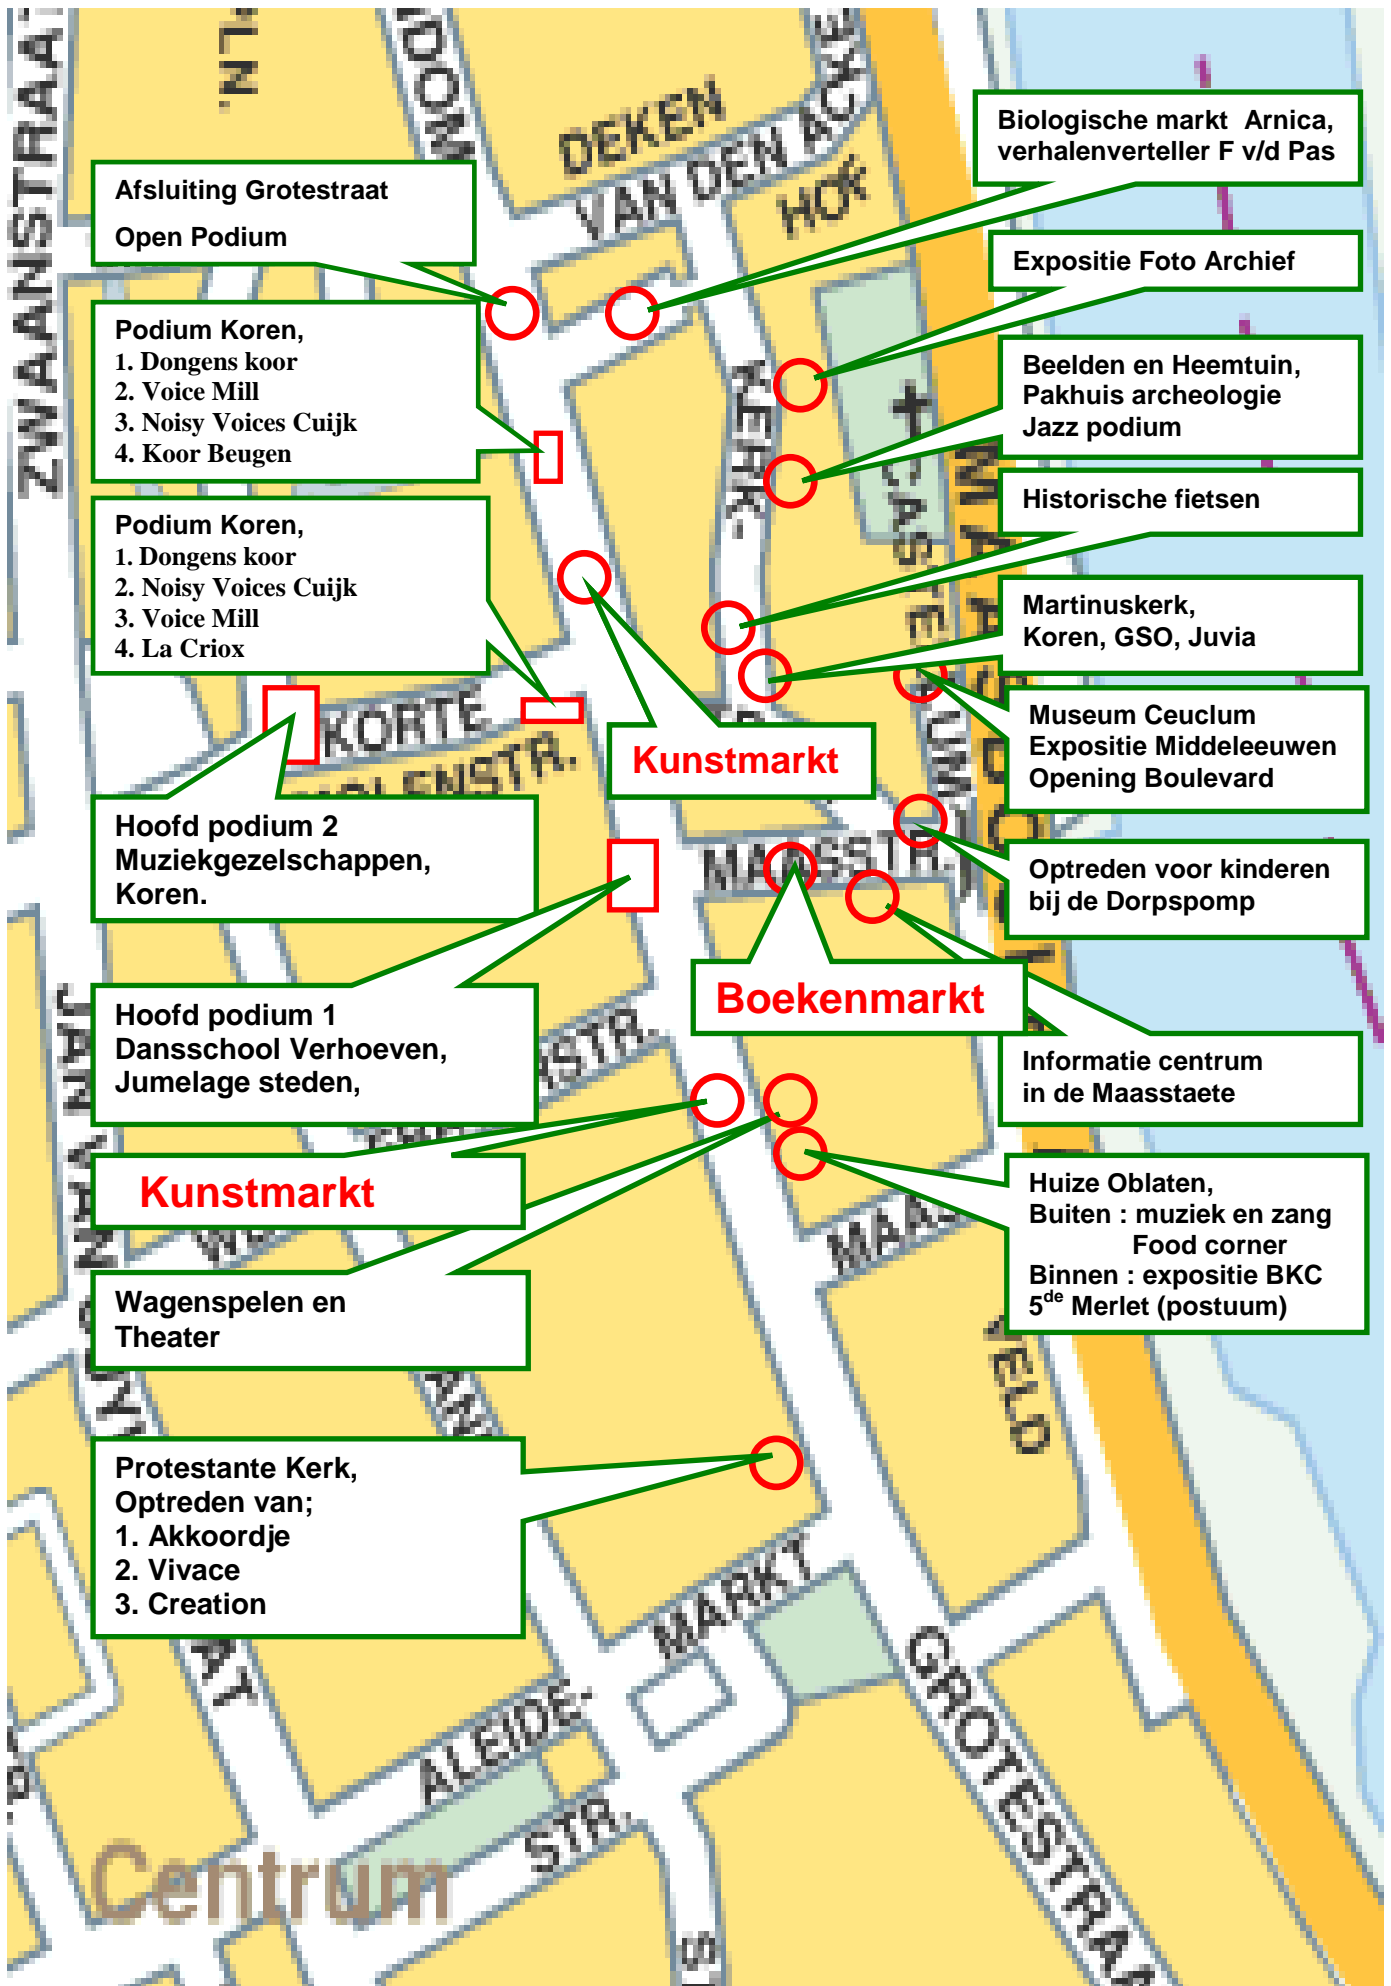 ZWAANSTRAAT
PLN.
DEKEN
VAN DEN ACKER
HOF
Biologische markt  Arnica,
verhalenverteller F v/d Pas
Afsluiting Grotestraat
Open Podium
Expositie Foto Archief
Podium Koren,
1. Dongens koor
2. Voice Mill
3. Noisy Voices Cuijk
4. Koor Beugen
Beelden en Heemtuin,
Pakhuis archeologie
Jazz podium
KERK-
Historische fietsen
Podium Koren,
1. Dongens koor
2. Noisy Voices Cuijk
3. Voice Mill
4. La Criox
Martinuskerk,
Koren, GSO, Juvia
KORTE
MOLENSTR.
Kunstmarkt
Museum Ceuclum
Expositie Middeleeuwen
Opening Boulevard
Hoofd podium 2
Muziekgezelschappen,
Koren.
MAASSTR.
Optreden voor kinderen
bij de Dorpspomp
Boekenmarkt
Hoofd podium 1
Dansschool Verhoeven,
Jumelage steden,
STR.
JAN VAN
Informatie centrum
in de Maasstaete
Kunstmarkt
Huize Oblaten,
Buiten : muziek en zang
Food corner
Binnen : expositie BKC
5de Merlet (postuum)
Wagenspelen en
Theater
VELD
Protestante Kerk,
Optreden van;
1. Akkoordje
2. Vivace
3. Creation
MARKT
GROTESTRAAT
ALEIDE-
STR.
Centrum